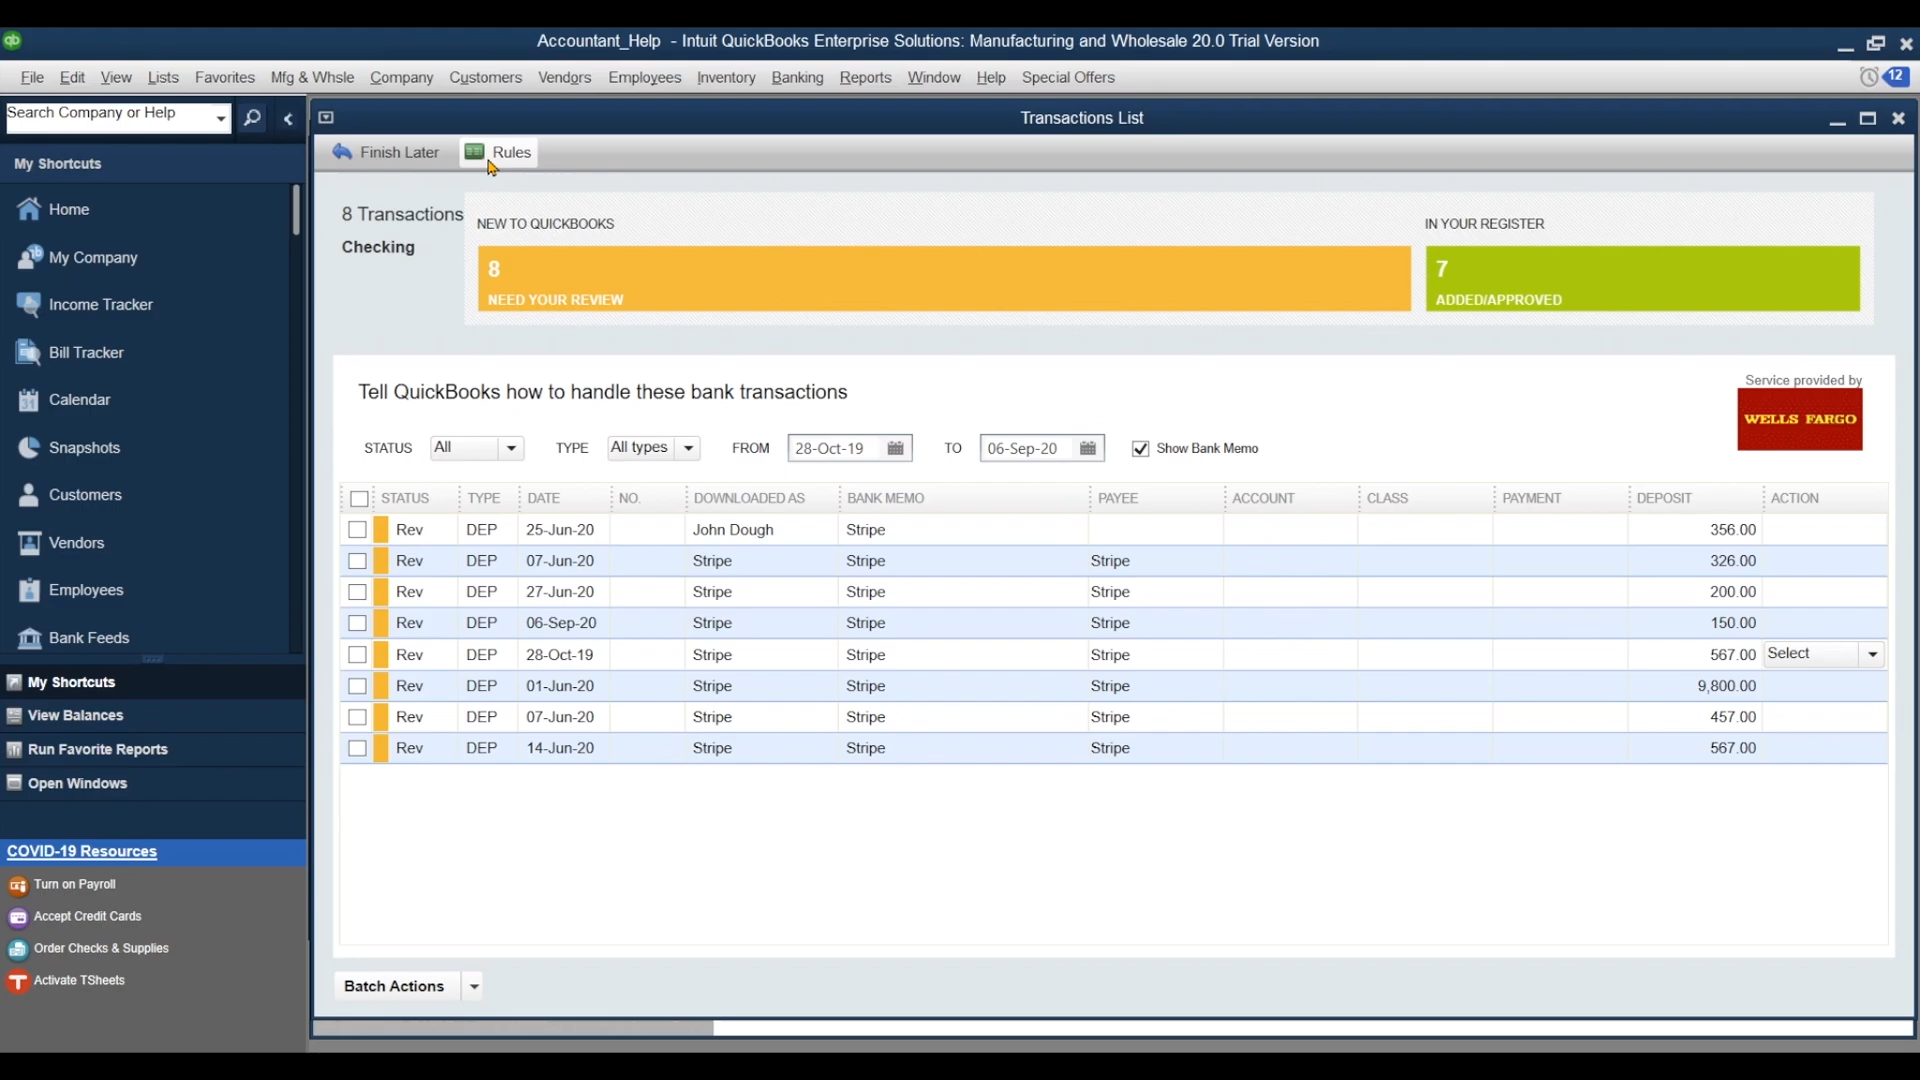 qb
Accountant_Help - Intuit QuickBooks Enterprise Solutions: Manufacturing and Wholesale 20.0 Trial Version
File Edit View Lists Favorites Mfg & Whsle Company Customers Vendors Employees Inventory Banking Reports Window Help Special Offers 12
Search Company or Help
Transactions List
Finish Later Rules
My Shortcuts
Home
My Company
Income Tracker
Bill Tracker
Calendar
Snapshots
Customers
Vendors
Employees
Bank Feeds
My Shortcuts
View Balances
Run Favorite Reports
Open Windows
COVID-19 Resources
Turn on Payroll
Accept Credit Cards
Order Checks & Supplies
Activate TSheets
8 Transactions
Checking
NEW TO QUICKBOOKS
8
NEED YOUR REVIEW
IN YOUR REGISTER
7
ADDED/APPROVED
Tell QuickBooks how to handle these bank transactions
Service provided by
WELLS FARGO
STATUS All TYPE All types FROM 28-Oct-19 TO 06-Sep-20 Show Bank Memo
STATUS TYPE DATE NO. DOWNLOADED AS BANK MEMO PAYEE ACCOUNT CLASS PAYMENT DEPOSIT ACTION
Rev DEP 25-Jun-20 John Dough Stripe 356.00
Rev DEP 07-Jun-20 Stripe Stripe Stripe 326.00
Rev DEP 27-Jun-20 Stripe Stripe Stripe 200.00
Rev DEP 06-Sep-20 Stripe Stripe Stripe 150.00
Rev DEP 28-Oct-19 Stripe Stripe Stripe 567.00 Select
Rev DEP 01-Jun-20 Stripe Stripe Stripe 9,800.00
Rev DEP 07-Jun-20 Stripe Stripe Stripe 457.00
Rev DEP 14-Jun-20 Stripe Stripe Stripe 567.00
Batch Actions